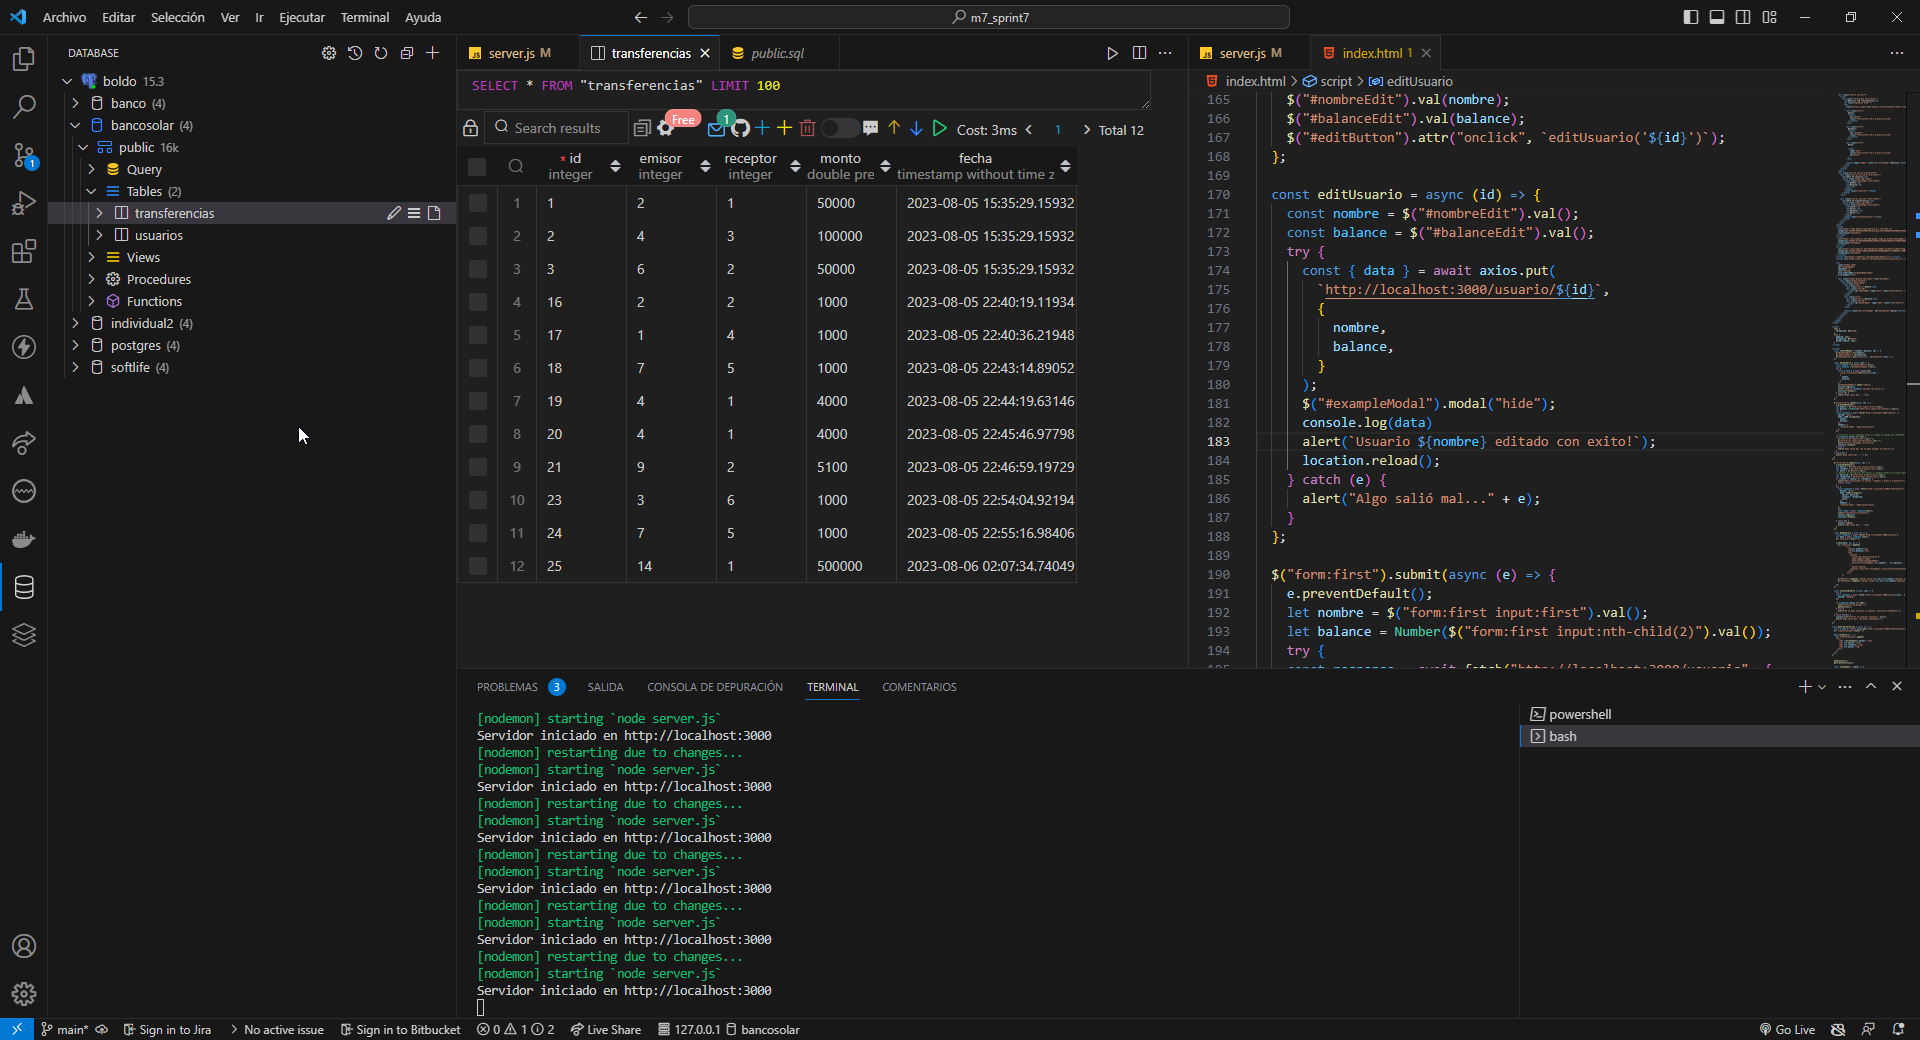 Archivo Editar Selección Ver Ir Ejecutar Terminal Ayuda
m7_sprint7
DATABASE
boldo 15.3
banco (4)
bancosolar (4)
public 16k
Query
Tables (2)
transferencias
usuarios
Views
Procedures
Functions
individual2 (4)
postgres (4)
softlife (4)
1
server.js M
transferencias
public.sql
SELECT * FROM "transferencias" LIMIT 100
Search results
Free
1
Cost: 3ms
1
Total 12
* id integer
emisor integer
receptor integer
monto double pre
fecha timestamp without time z
1 1 2 1 50000 2023-08-05 15:35:29.15932
2 2 4 3 100000 2023-08-05 15:35:29.15932
3 3 6 2 50000 2023-08-05 15:35:29.15932
4 16 2 2 1000 2023-08-05 22:40:19.11934
5 17 1 4 1000 2023-08-05 22:40:36.21948
6 18 7 5 1000 2023-08-05 22:43:14.89052
7 19 4 1 4000 2023-08-05 22:44:19.63146
8 20 4 1 4000 2023-08-05 22:45:46.97798
9 21 9 2 5100 2023-08-05 22:46:59.19729
10 23 3 6 1000 2023-08-05 22:54:04.92194
11 24 7 5 1000 2023-08-05 22:55:16.98406
12 25 14 1 500000 2023-08-06 02:07:34.74049
server.js M
index.html 1
index.html > script > editUsuario
165 $("#nombreEdit").val(nombre);
166 $("#balanceEdit").val(balance);
167 $("#editButton").attr("onclick", `editUsuario('${id}')`);
168 };
169
170 const editUsuario = async (id) => {
171 const nombre = $("#nombreEdit").val();
172 const balance = $("#balanceEdit").val();
173 try {
174 const { data } = await axios.put(
175 `http://localhost:3000/usuario/${id}`,
176 {
177 nombre,
178 balance,
179 }
180 );
181 $("#exampleModal").modal("hide");
182 console.log(data)
183 alert(`Usuario ${nombre} editado con exito!`);
184 location.reload();
185 } catch (e) {
186 alert("Algo salió mal..." + e);
187 }
188 };
189
190 $("form:first").submit(async (e) => {
191 e.preventDefault();
192 let nombre = $("form:first input:first").val();
193 let balance = Number($("form:first input:nth-child(2)").val());
194 try {
PROBLEMAS 3 SALIDA CONSOLA DE DEPURACIÓN TERMINAL COMENTARIOS
[nodemon] starting `node server.js`
Servidor iniciado en http://localhost:3000
[nodemon] restarting due to changes...
[nodemon] starting `node server.js`
Servidor iniciado en http://localhost:3000
[nodemon] restarting due to changes...
[nodemon] starting `node server.js`
Servidor iniciado en http://localhost:3000
[nodemon] restarting due to changes...
[nodemon] starting `node server.js`
Servidor iniciado en http://localhost:3000
[nodemon] restarting due to changes...
[nodemon] starting `node server.js`
Servidor iniciado en http://localhost:3000
[nodemon] restarting due to changes...
[nodemon] starting `node server.js`
Servidor iniciado en http://localhost:3000
powershell
bash
main* Sign in to Jira No active issue Sign in to Bitbucket 0 1 2 Live Share 127.0.0.1 bancosolar Go Live